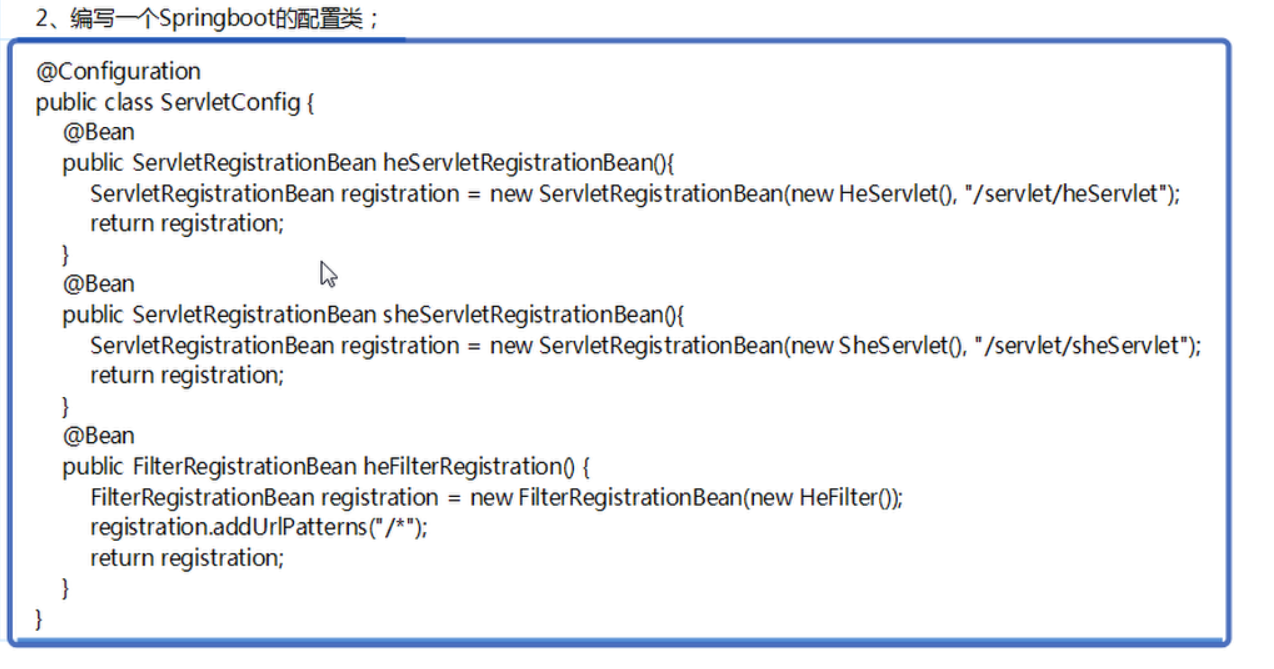 2、编写一个Springboot的配置类；
@Configuration
public class ServletConfig {
@Bean
public ServletRegistrationBean heServletRegistrationBean(){
ServletRegistrationBean registration = new ServletRegistrationBean(new HeServlet(), "/servlet/heServlet");
return registration;
}
@Bean
public ServletRegistrationBean sheServletRegistrationBean(){
ServletRegistrationBean registration = new ServletRegistrationBean(new SheServlet(), "/servlet/sheServlet");
return registration;
}
@Bean
public FilterRegistrationBean heFilterRegistration() {
FilterRegistrationBean registration = new FilterRegistrationBean(new HeFilter());
registration.addUrlPatterns("/*");
return registration;
}
}